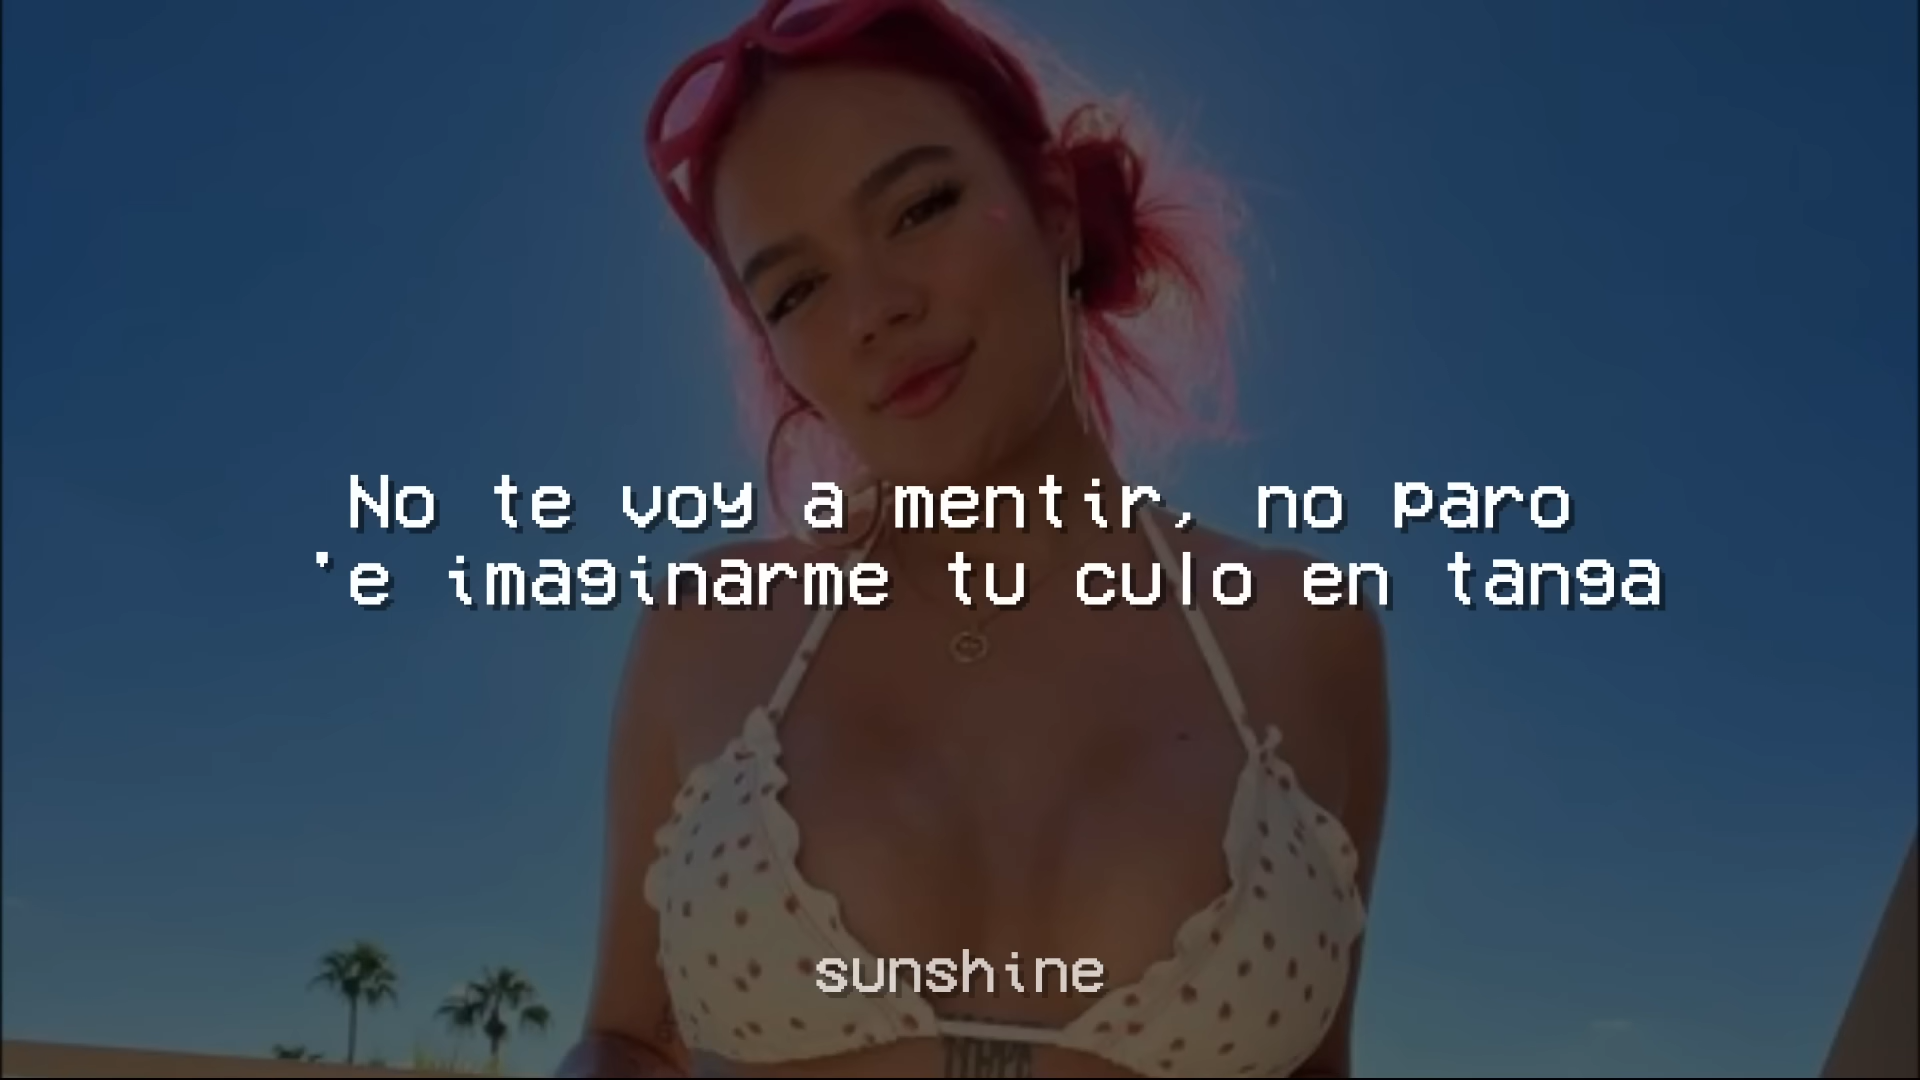 No te voy a mentir, no paro
'e imaginarme tu culo en tanga
sunshine